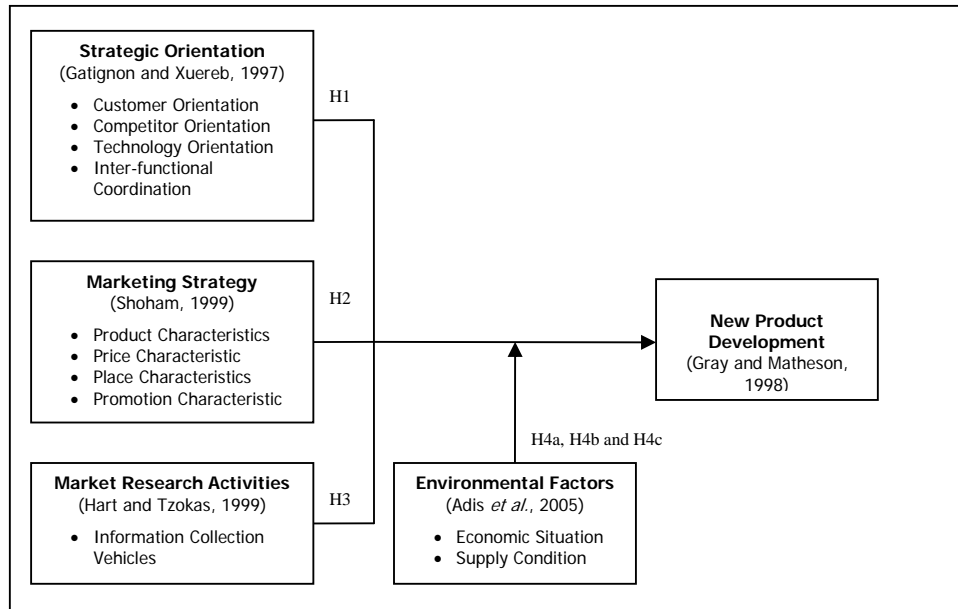 Strategic Orientation
(Gatignon and Xuereb, 1997)
• Customer Orientation
• Competitor Orientation
• Technology Orientation
• Inter-functional
Coordination
H1
Marketing Strategy
(Shoham, 1999)
• Product Characteristics
• Price Characteristic
• Place Characteristics
• Promotion Characteristic
H2
New Product
Development
(Gray and Matheson,
1998)
H4a, H4b and H4c
Market Research Activities
(Hart and Tzokas, 1999)
• Information Collection
Vehicles
H3
Environmental Factors
(Adis et al., 2005)
• Economic Situation
• Supply Condition